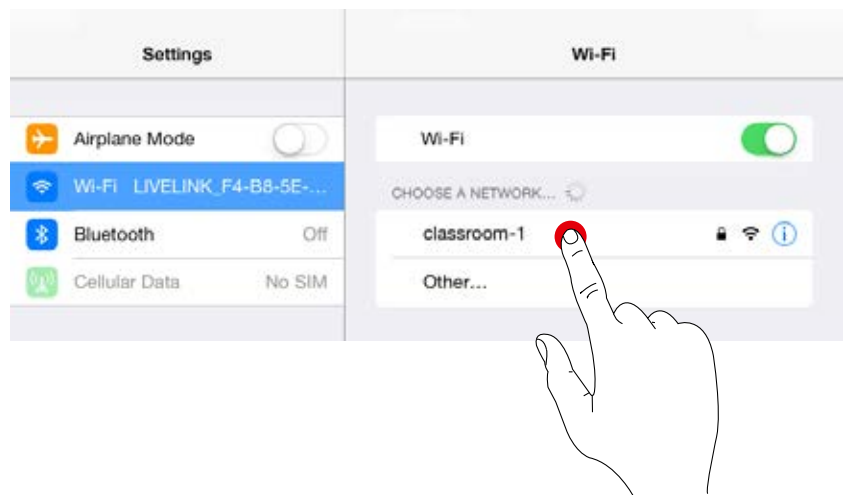 Settings
Wi-Fi
Airplane Mode
Wi-Fi LIVELINK_F4-B8-5E-...
Bluetooth Off
Cellular Data No SIM
Wi-Fi
CHOOSE A NETWORK...
classroom-1
Other...